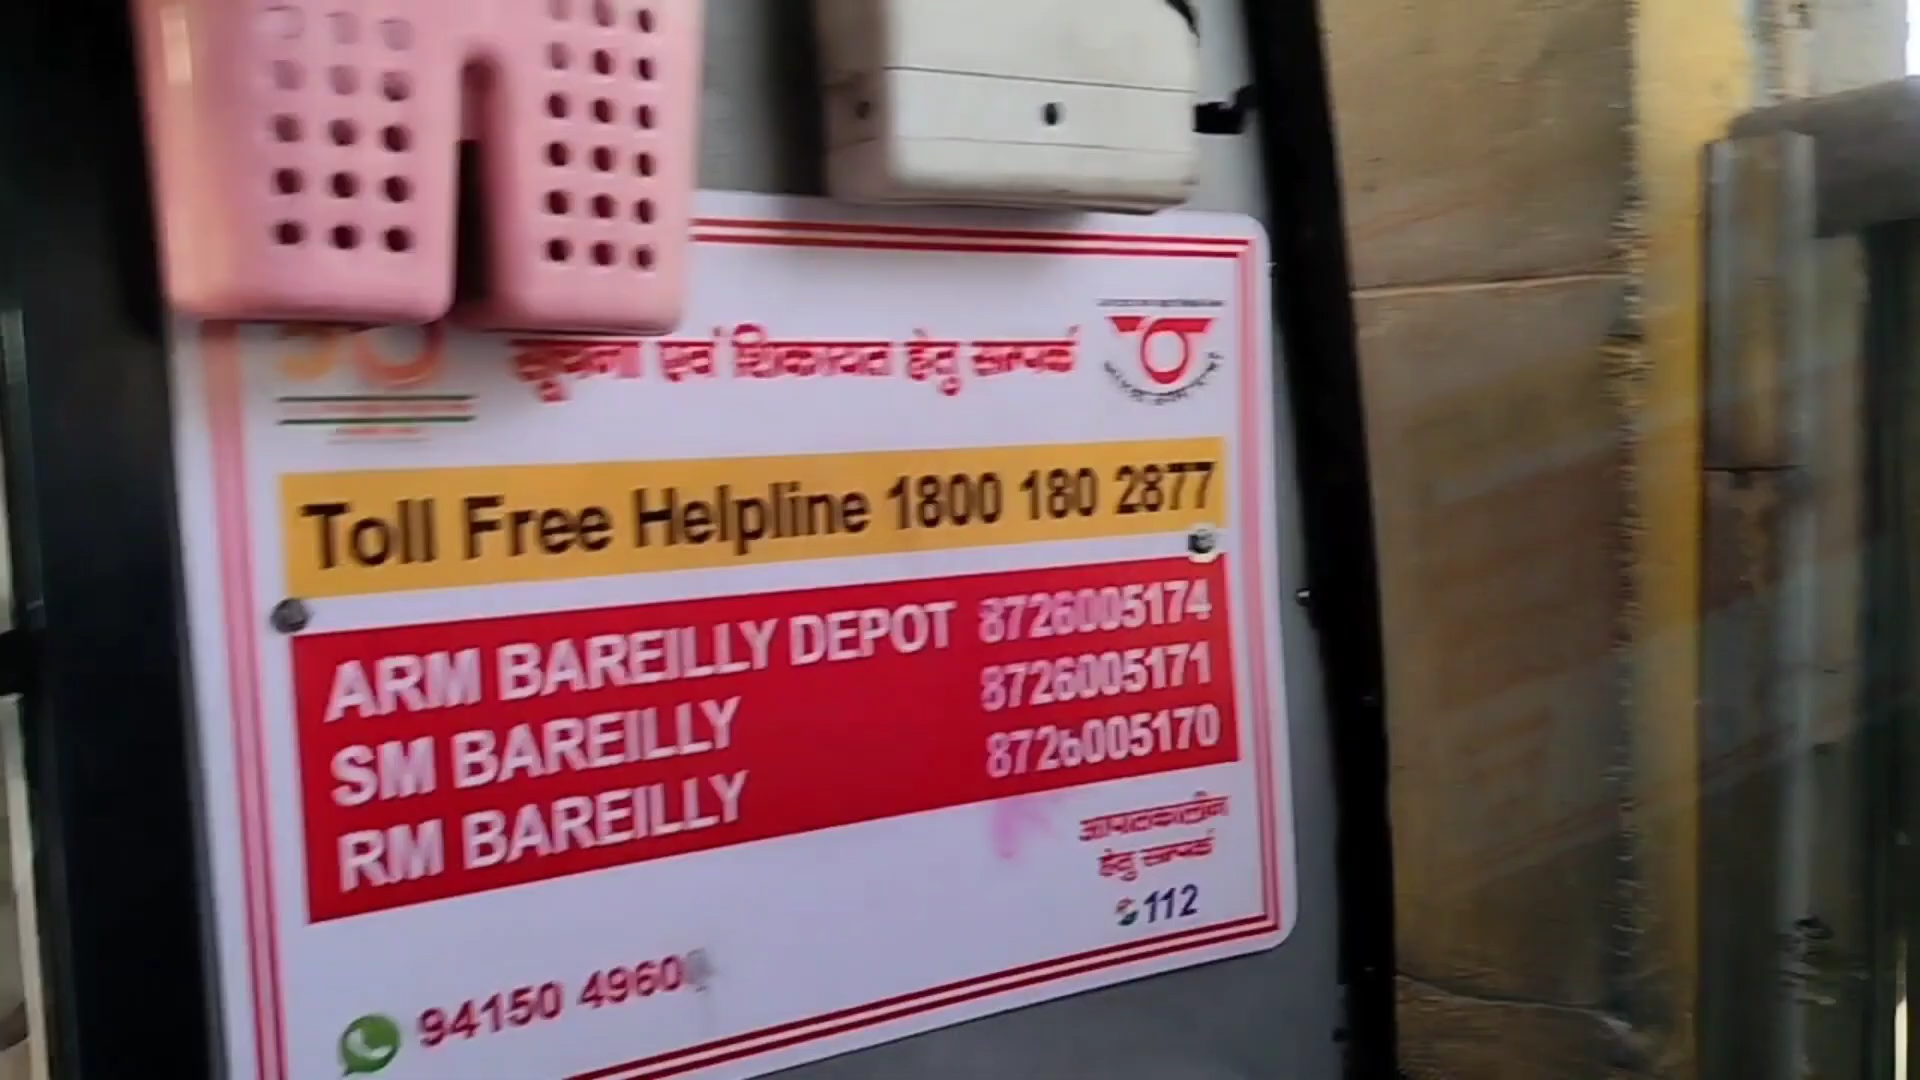 सूचना एवं शिकायत हेतु सम्पर्क
Toll Free Helpline 1800 180 2877
ARM BAREILLY DEPOT 8726005174
SM BAREILLY 8726005171
RM BAREILLY 8726005170
आपातकालीन
हेतु सम्पर्क
112
94150 4960